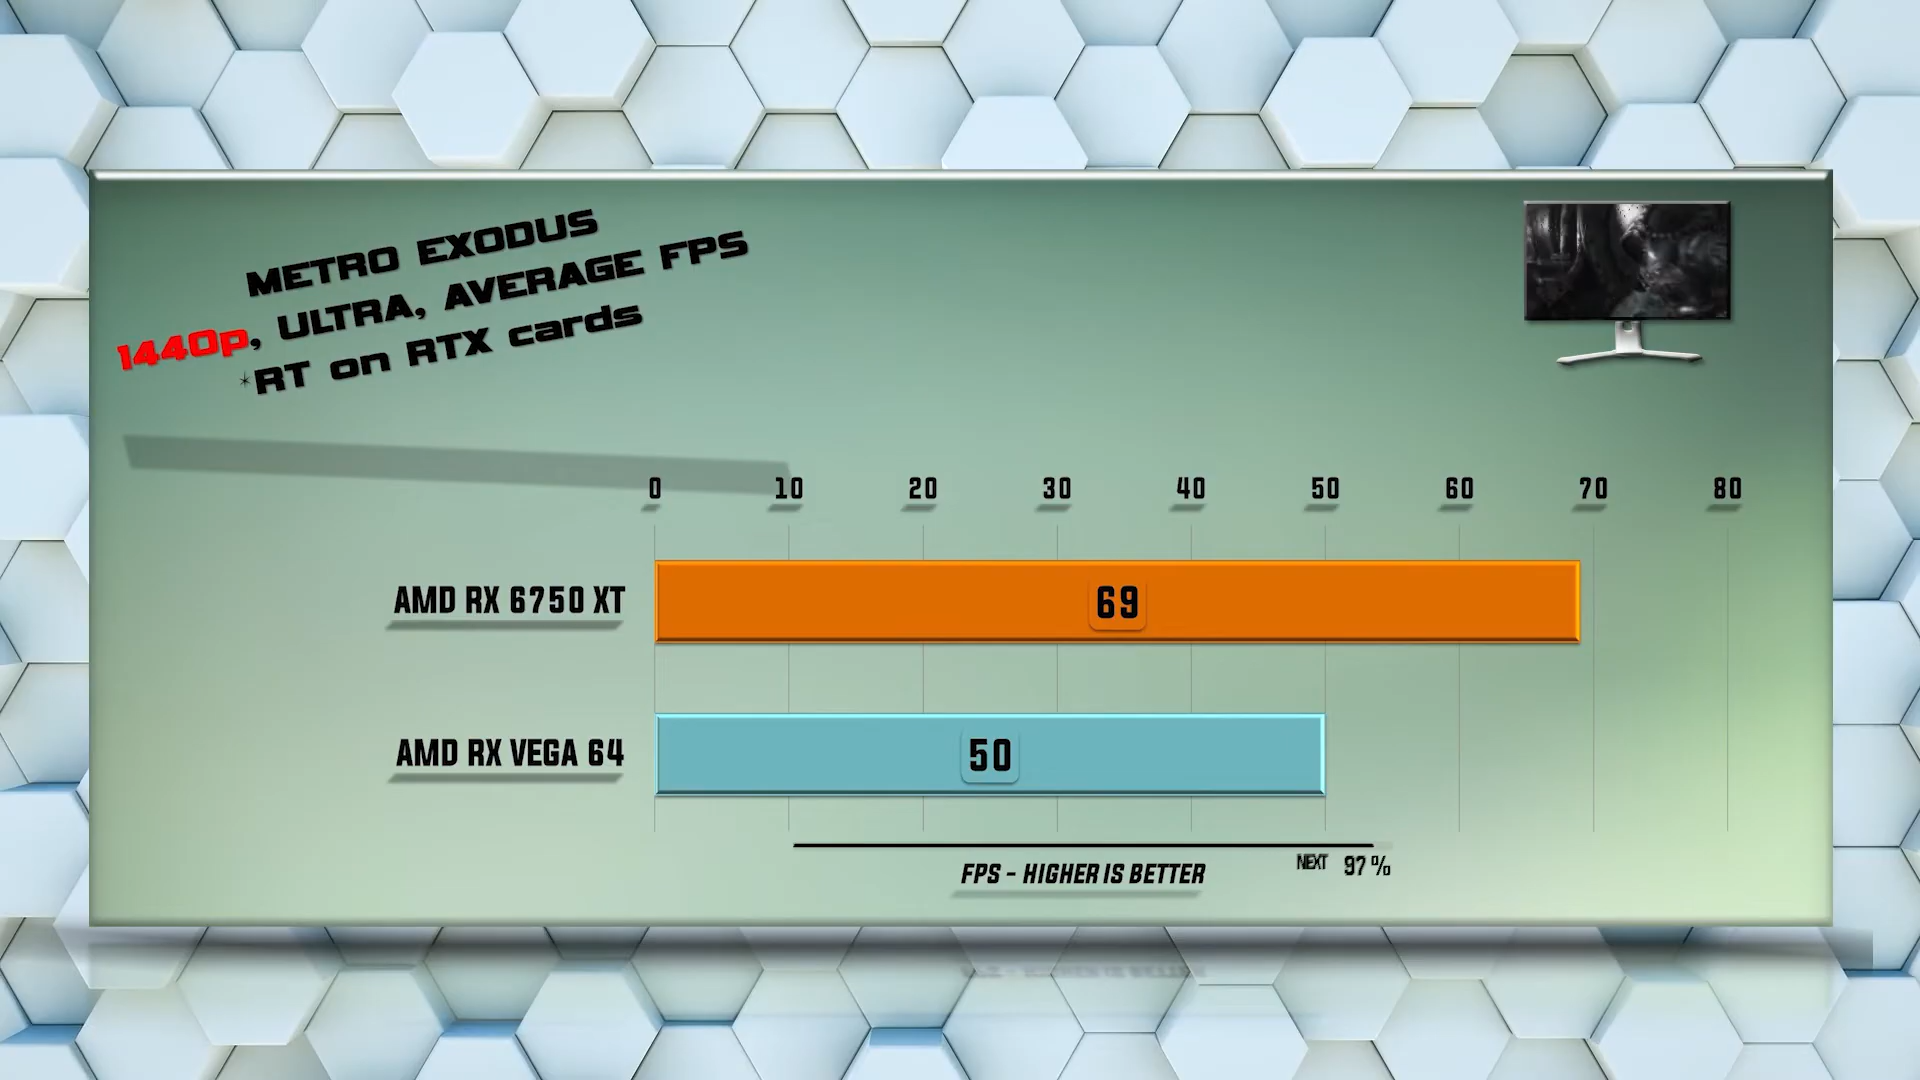 METRO EXODUS
1440p, ULTRA, AVERAGE FPS
*RT on RTX cards
0 10 20 30 40 50 60 70 80
AMD RX 6750 XT 69
AMD RX VEGA 64 50
FPS - HIGHER IS BETTER
NEXT 97 %